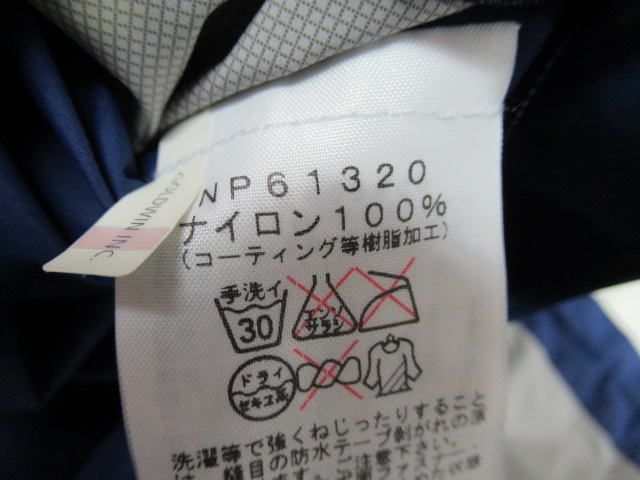 GOLDWIN INC.
NP61320
ナイロン100%
(コーティング等樹脂加工)
手洗イ
30
エンソ
サラシ
ドライ
セキユ系
洗濯等で強くねじったりすること
は、縫目の防水テープ剥がれの原